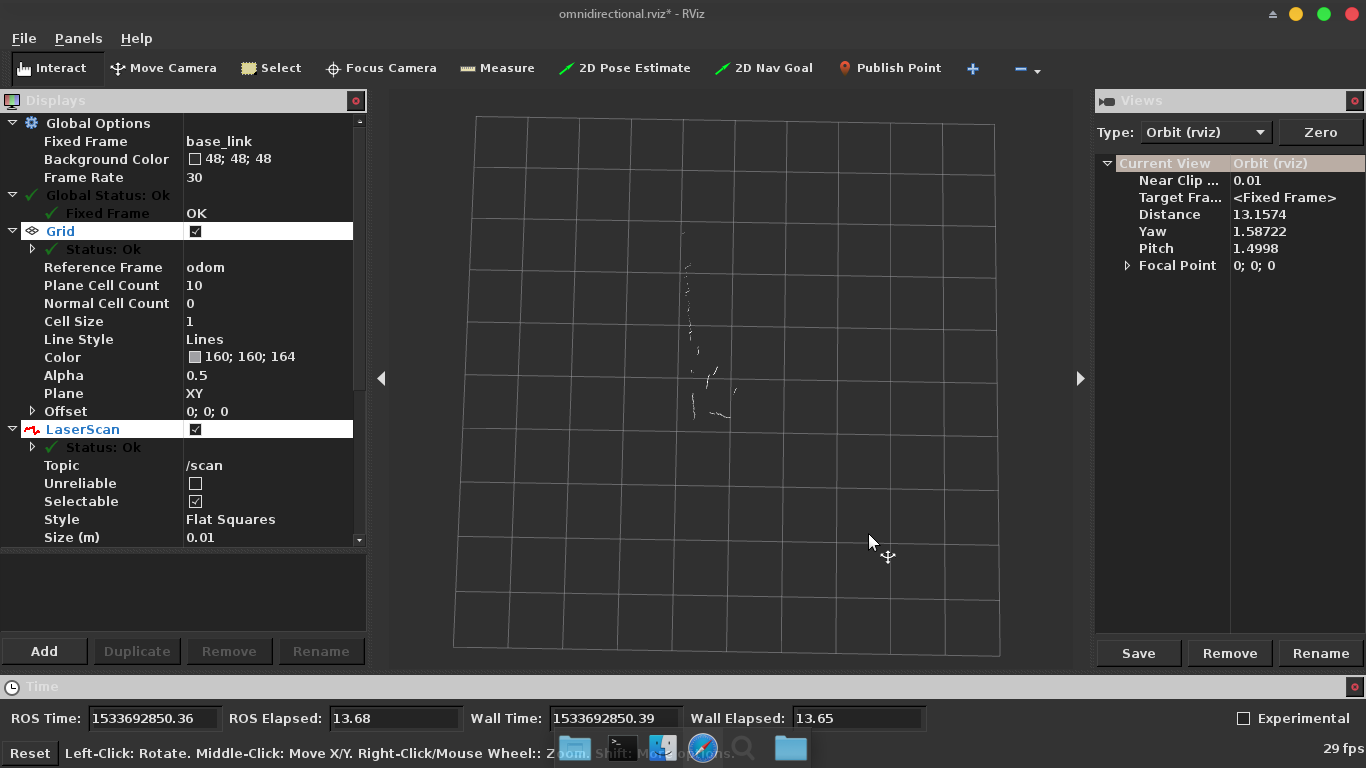 omnidirectional.rviz* - RViz
File Panels Help
Interact Move Camera Select Focus Camera Measure 2D Pose Estimate 2D Nav Goal Publish Point
Displays
Global Options
Fixed Frame base_link
Background Color 48; 48; 48
Frame Rate 30
Global Status: Ok
Fixed Frame OK
Grid
Status: Ok
Reference Frame odom
Plane Cell Count 10
Normal Cell Count 0
Cell Size 1
Line Style Lines
Color 160; 160; 164
Alpha 0.5
Plane XY
Offset 0; 0; 0
LaserScan
Status: Ok
Topic /scan
Unreliable
Selectable
Style Flat Squares
Size (m) 0.01
Add Duplicate Remove Rename
Views
Type: Orbit (rviz) Zero
Current View Orbit (rviz)
Near Clip ... 0.01
Target Fra... <Fixed Frame>
Distance 13.1574
Yaw 1.58722
Pitch 1.4998
Focal Point 0; 0; 0
Save Remove Rename
Time
ROS Time: 1533692850.36 ROS Elapsed: 13.68 Wall Time: 1533692850.39 Wall Elapsed: 13.65 Experimental
Reset Left-Click: Rotate. Middle-Click: Move X/Y. Right-Click/Mouse Wheel:: Zoom. Shift: More options. 29 fps